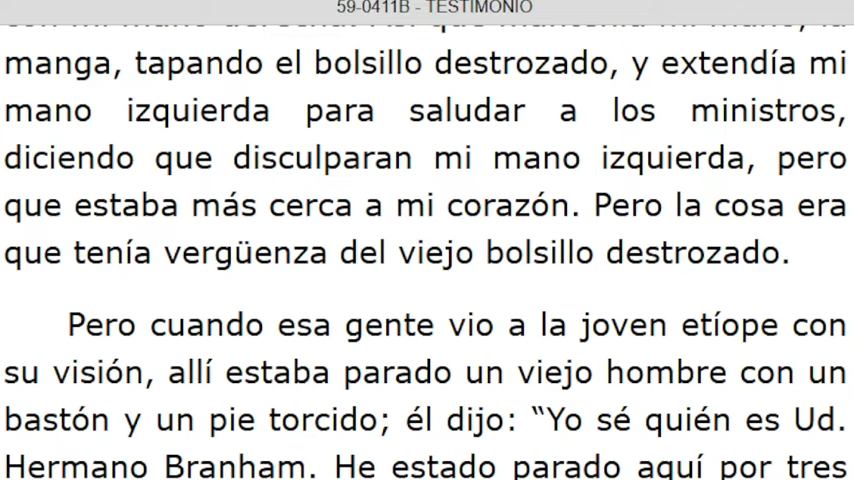 59-0411B - TESTIMONIO
manga, tapando el bolsillo destrozado, y extendía mi
mano izquierda para saludar a los ministros,
diciendo que disculparan mi mano izquierda, pero
que estaba más cerca a mi corazón. Pero la cosa era
que tenía vergüenza del viejo bolsillo destrozado.
Pero cuando esa gente vio a la joven etíope con
su visión, allí estaba parado un viejo hombre con un
bastón y un pie torcido; él dijo: “Yo sé quién es Ud.
Hermano Branham. He estado parado aquí por tres